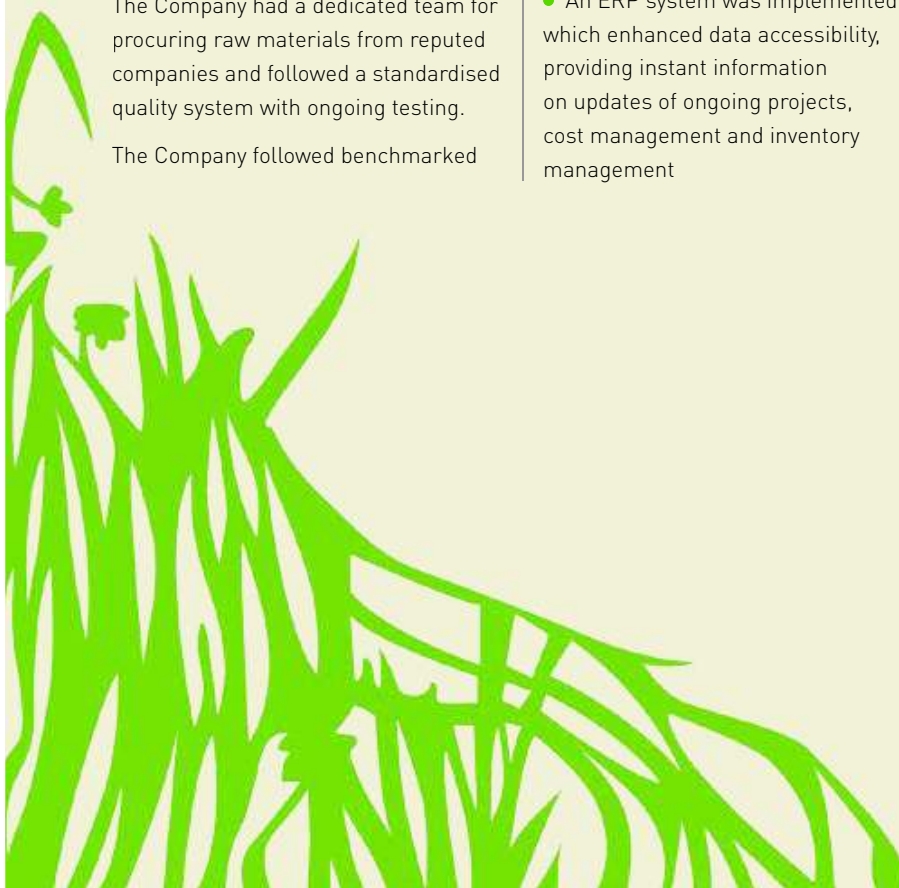 The Company had a dedicated team for
procuring raw materials from reputed
companies and followed a standardised
quality system with ongoing testing.
The Company followed benchmarked
● An ERP system was implemented
which enhanced data accessibility,
providing instant information
on updates of ongoing projects,
cost management and inventory
management